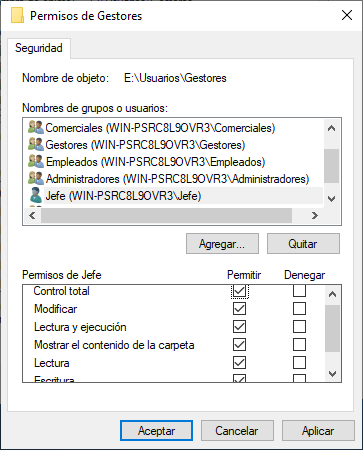 Permisos de Gestores
Seguridad
Nombre de objeto: E:\Usuarios\Gestores
Nombres de grupos o usuarios:
Comerciales (WIN-PSRC8L9OVR3\Comerciales)
Gestores (WIN-PSRC8L9OVR3\Gestores)
Empleados (WIN-PSRC8L9OVR3\Empleados)
Administradores (WIN-PSRC8L9OVR3\Administradores)
Jefe (WIN-PSRC8L9OVR3\Jefe)
Agregar... Quitar
Permisos de Jefe Permitir Denegar
Control total
Modificar
Lectura y ejecución
Mostrar el contenido de la carpeta
Lectura
Escritura
Aceptar Cancelar Aplicar